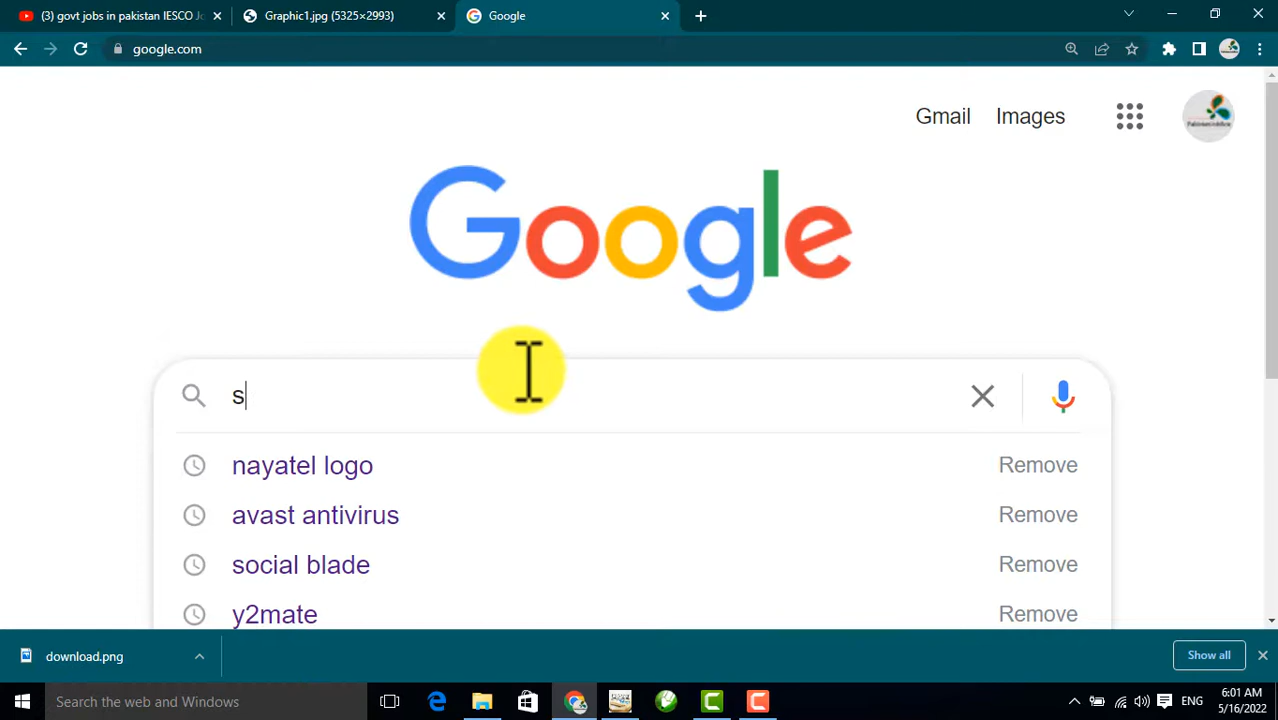 (3) govt jobs in pakistan IESCO Jo
Graphic1.jpg (5325×2993)
Google
google.com
Gmail
Images
Google
s
nayatel logo
Remove
avast antivirus
Remove
social blade
Remove
y2mate
Remove
download.png
Show all
Search the web and Windows
ENG
6:01 AM
5/16/2022